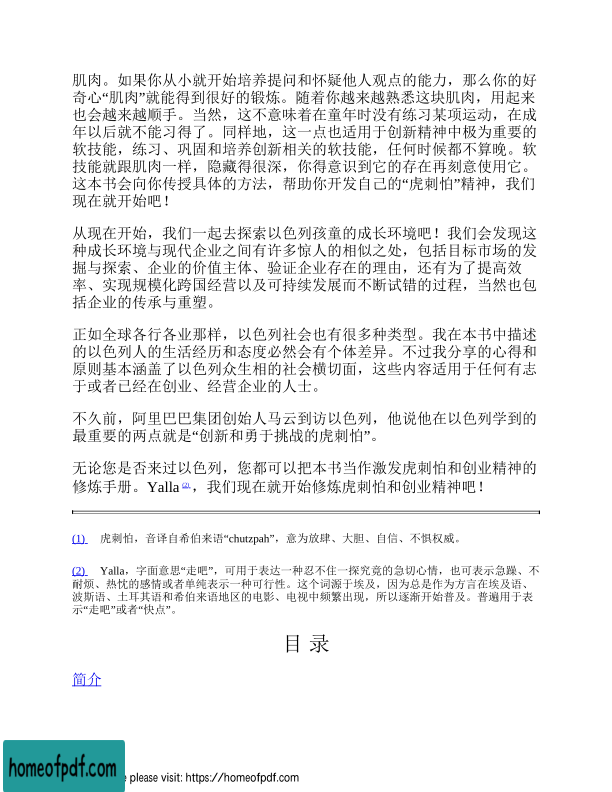 肌肉。如果你从小就开始培养提问和怀疑他人观点的能力，那么你的好
奇心“肌肉”就能得到很好的锻炼。随着你越来越熟悉这块肌肉，用起来
也会越来越顺手。当然，这不意味着在童年时没有练习某项运动，在成
年以后就不能习得了。同样地，这一点也适用于创新精神中极为重要的
软技能，练习、巩固和培养创新相关的软技能，任何时候都不算晚。软
技能就跟肌肉一样，隐藏得很深，你得意识到它的存在再刻意使用它。
这本书会向你传授具体的方法，帮助你开发自己的“虎刺怕”精神，我们
现在就开始吧！
从现在开始，我们一起去探索以色列孩童的成长环境吧！我们会发现这
种成长环境与现代企业之间有许多惊人的相似之处，包括目标市场的发
掘与探索、企业的价值主体、验证企业存在的理由，还有为了提高效
率、实现规模化跨国经营以及可持续发展而不断试错的过程，当然也包
括企业的传承与重塑。
正如全球各行各业那样，以色列社会也有很多种类型。我在本书中描述
的以色列人的生活经历和态度必然会有个体差异。不过我分享的心得和
原则基本涵盖了以色列众生相的社会横切面，这些内容适用于任何有志
于或者已经在创业、经营企业的人士。
不久前，阿里巴巴集团创始人马云到访以色列，他说他在以色列学到的
最重要的两点就是“创新和勇于挑战的虎刺怕”。
无论您是否来过以色列，您都可以把本书当作激发虎刺怕和创业精神的
修炼手册。Yalla (2) ，我们现在就开始修炼虎刺怕和创业精神吧！
(1) 虎刺怕，音译自希伯来语“chutzpah”，意为放肆、大胆、自信、不惧权威。
(2) Yalla，字面意思“走吧”，可用于表达一种忍不住一探究竟的急切心情，也可表示急躁、不
耐烦、热忱的感情或者单纯表示一种可行性。这个词源于埃及，因为总是作为方言在埃及语、
波斯语、土耳其语和希伯来语地区的电影、电视中频繁出现，所以逐渐开始普及。普遍用于表
示“走吧”或者“快点”。
目 录
简介
homeofpdf.com
e please visit: https://homeofpdf.com